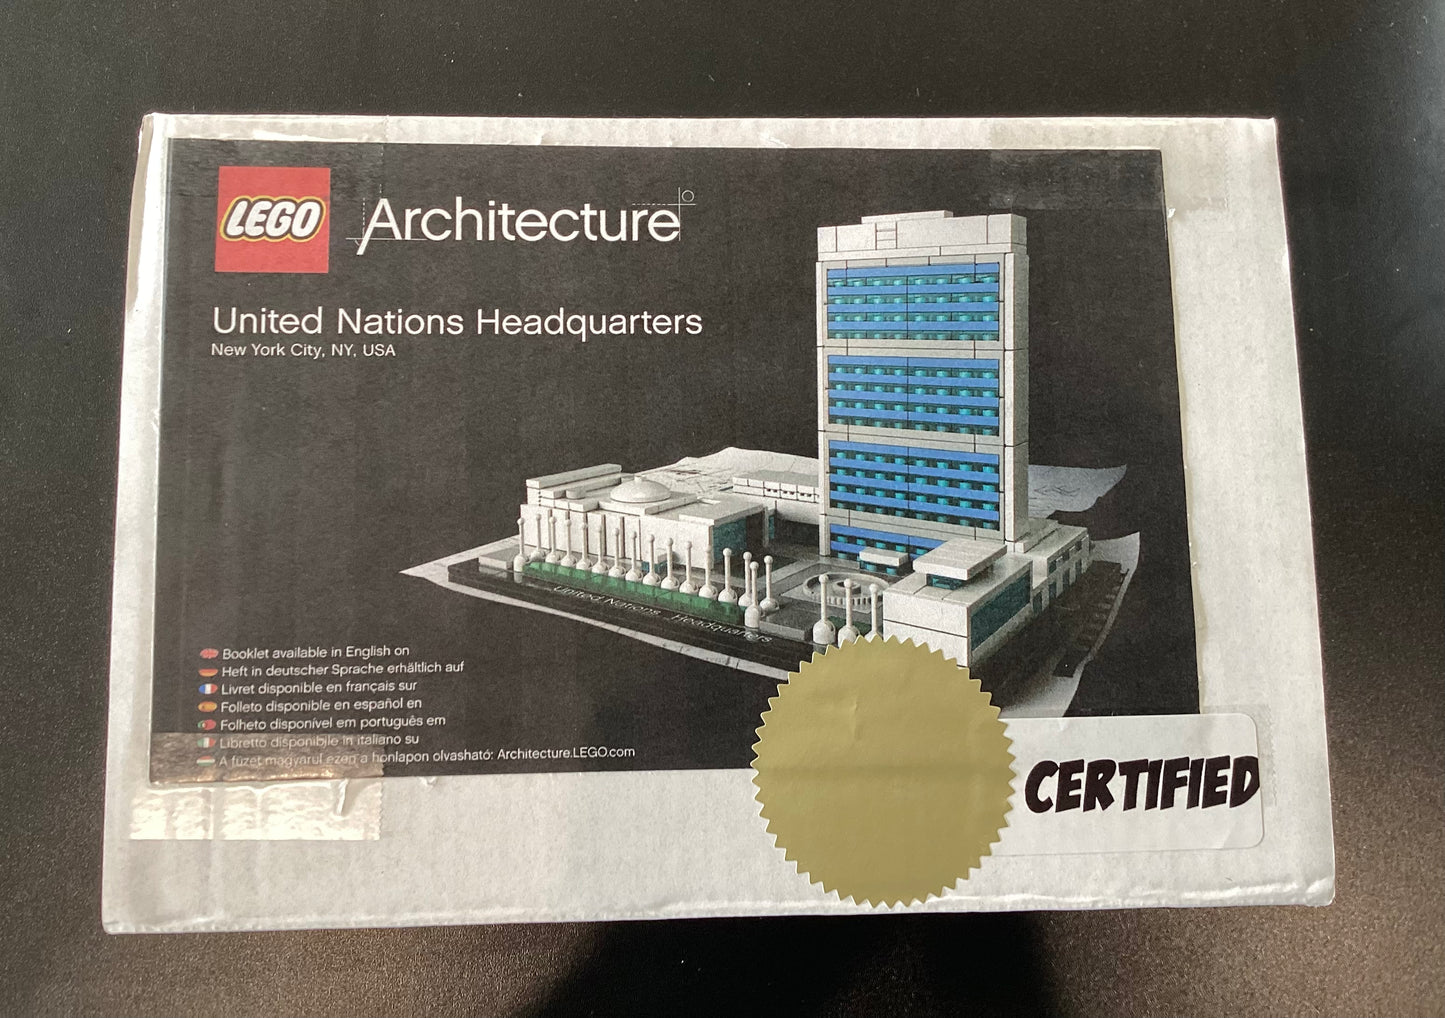 LEGO Architecture
United Nations Headquarters
New York City, NY, USA
United Nations Headquarters
Booklet available in English on
Heft in deutscher Sprache erhältlich auf
Livret disponible en français sur
Folleto disponible en español en
Folheto disponível em português em
Libretto disponibile in italiano su
A füzet magyarul ezen a honlapon olvasható: Architecture.LEGO.com
CERTIFIED